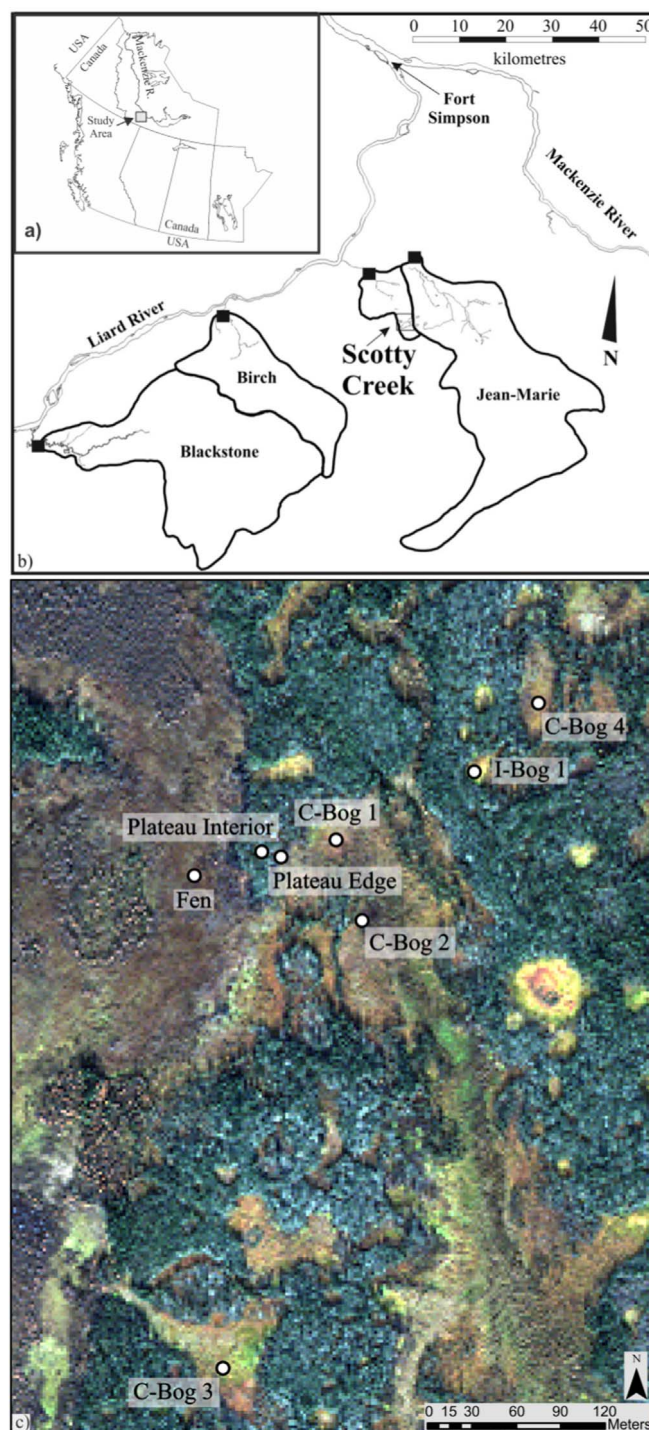 0 10 20 30 40 50
kilometres
USA
Canada
Mackenzie R.
Study
Area
Canada
USA
a)
Fort
Simpson
Mackenzie River
Liard River
N
Scotty
Creek
Birch
Jean-Marie
Blackstone
b)
C-Bog 4
I-Bog 1
C-Bog 1
Plateau Interior
Plateau Edge
Fen
C-Bog 2
C-Bog 3
N
0 15 30 60 90 120
Meters
c)